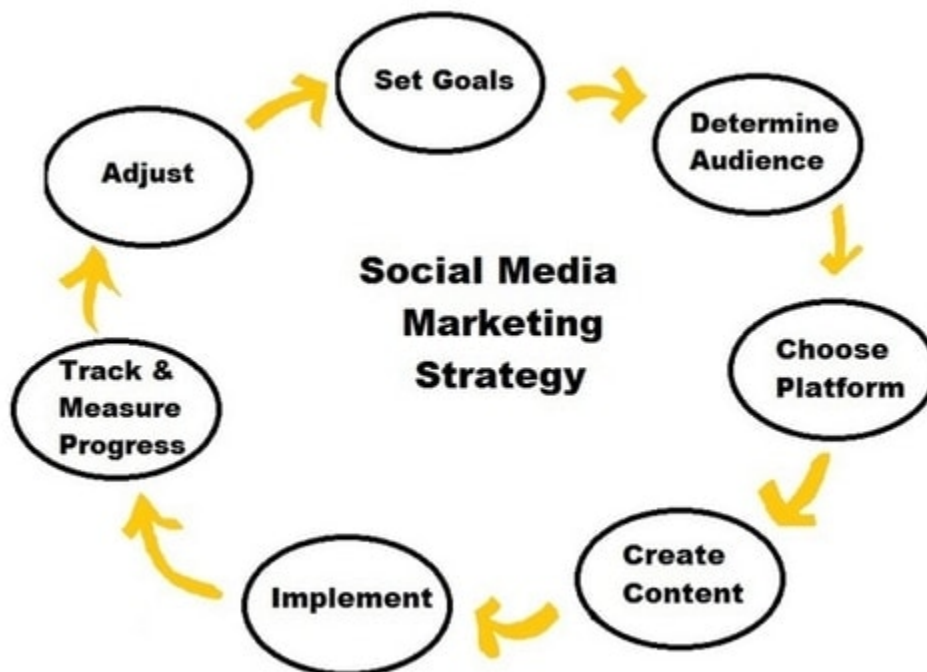 Set Goals
Determine
Audience
Choose
Platform
Create
Content
Implement
Track &
Measure
Progress
Adjust
Social Media
Marketing
Strategy